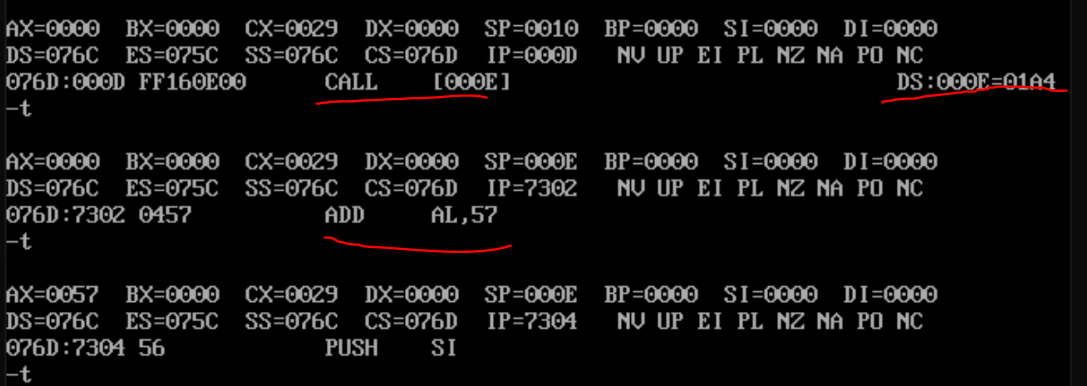 AX=0000 BX=0000 CX=0029 DX=0000 SP=0010 BP=0000 SI=0000 DI=0000
DS=076C ES=075C SS=076C CS=076D IP=000D NV UP EI PL NZ NA PO NC
076D:000D FF160E00 CALL [000E] DS:000E=01A4
-t
AX=0000 BX=0000 CX=0029 DX=0000 SP=000E BP=0000 SI=0000 DI=0000
DS=076C ES=075C SS=076C CS=076D IP=7302 NV UP EI PL NZ NA PO NC
076D:7302 0457 ADD AL,57
-t
AX=0057 BX=0000 CX=0029 DX=0000 SP=000E BP=0000 SI=0000 DI=0000
DS=076C ES=075C SS=076C CS=076D IP=7304 NV UP EI PL NZ NA PO NC
076D:7304 56 PUSH SI
-t